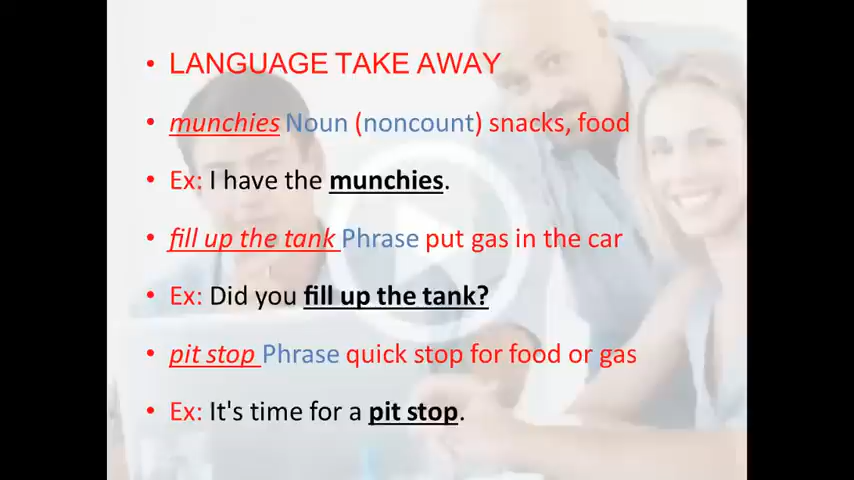 • LANGUAGE TAKE AWAY
• munchies Noun (noncount) snacks, food
• Ex: I have the munchies.
• fill up the tank Phrase put gas in the car
• Ex: Did you fill up the tank?
• pit stop Phrase quick stop for food or gas
• Ex: It's time for a pit stop.